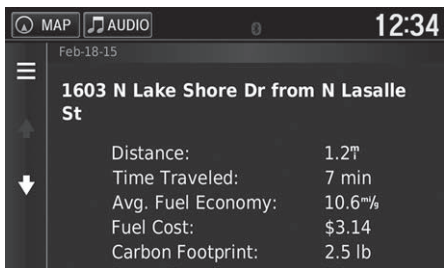 MAP AUDIO 12:34
Feb-18-15
1603 N Lake Shore Dr from N Lasalle
St
Distance: 1.2 m
Time Traveled: 7 min
Avg. Fuel Economy: 10.6 m/g
Fuel Cost: $3.14
Carbon Footprint: 2.5 lb